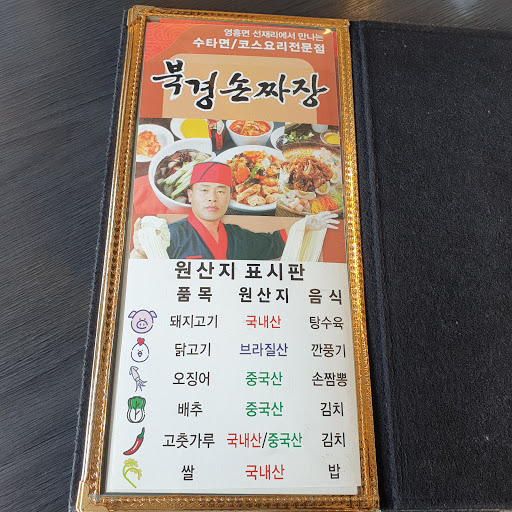 영흥면 선재리에서 만나는
수타면/코스요리전문점
북경손짜장
원산지 표시판
품목 원산지 음식
돼지고기 국내산 탕수육
닭고기 브라질산 깐풍기
오징어 중국산 손짬뽕
배추 중국산 김치
고춧가루 국내산/중국산 김치
쌀 국내산 밥